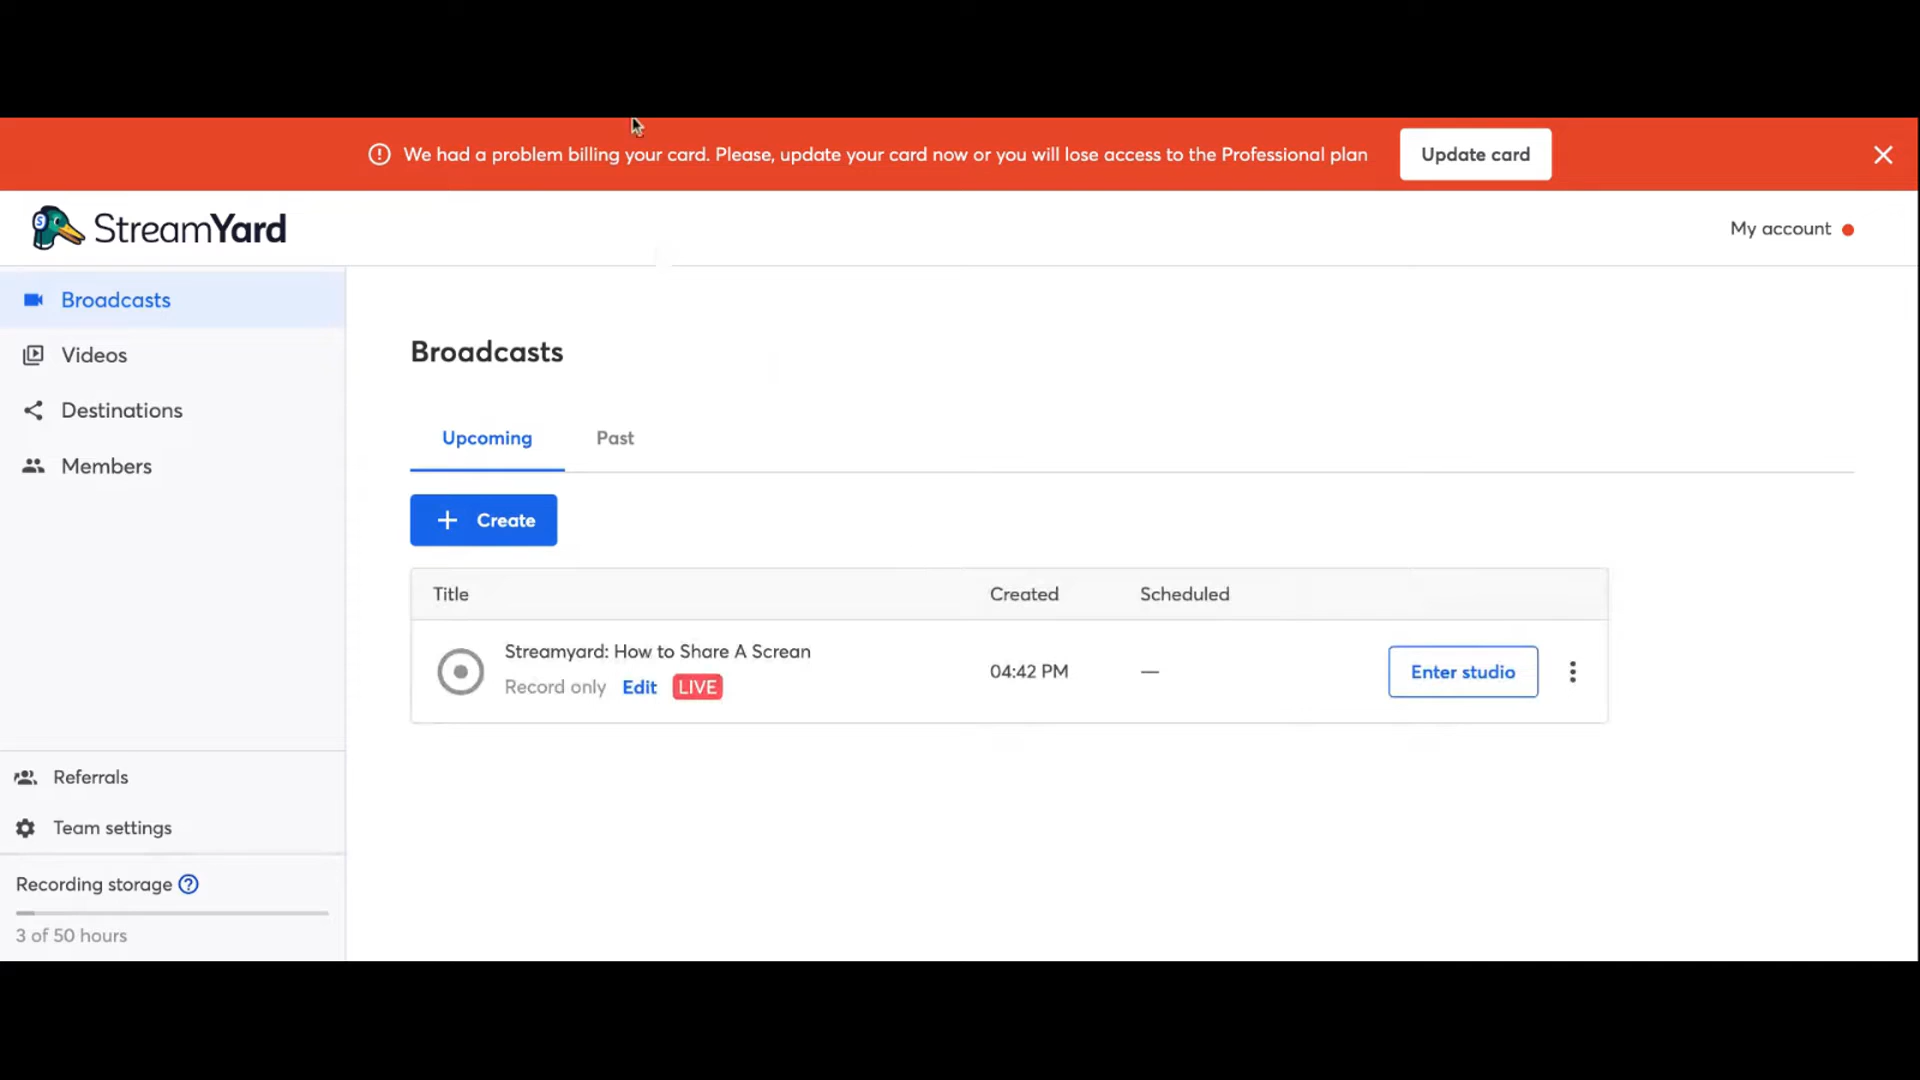 We had a problem billing your card. Please, update your card now or you will lose access to the Professional plan
Update card
StreamYard
My account
Broadcasts
Videos
Destinations
Members
Referrals
Team settings
Recording storage
3 of 50 hours
Broadcasts
Upcoming
Past
Create
Title
Created
Scheduled
Streamyard: How to Share A Screan
Record only
Edit
LIVE
04:42 PM
—
Enter studio